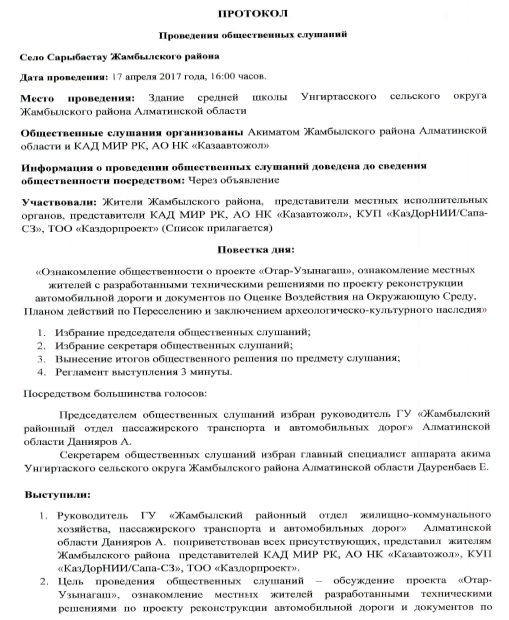 ПРОТОКОЛ
Проведения общественных слушаний
Село Сарыбастау Жамбылского района
Дата проведения: 17 апреля 2017 года, 16:00 часов.
Место проведения: Здание средней школы Унгиртасского сельского округа
Жамбылского района Алматинской области
Общественные слушания организованы Акиматом Жамбылского района Алматинской
области и КАД МИР РК, АО НК «Казаавтожол»
Информация о проведении общественных слушаний доведена до сведения
общественности посредством: Через объявление
Участвовали: Жители Жамбылского района, представители местных исполнительных
органов, представители КАД МИР РК, АО НК «Казавтожол», КУП «КазДорНИИ/Сапа-
СЗ», ТОО «Каздорпроект» (Список прилагается)
Повестка дня:
«Ознакомление общественности о проекте «Отар-Узынагаш», ознакомление местных
жителей с разработанными техническими решениями по проекту реконструкции
автомобильной дороги и документов по Оценке Воздействия на Окружающую Среду,
Планом действий по Переселению и заключением археологическо-культурного наследия»
1. Избрание председателя общественных слушаний;
2. Избрание секретаря общественных слушаний;
3. Вынесение итогов общественного решения по предмету слушания;
4. Регламент выступления 3 минуты.
Посредством большинства голосов:
Председателем общественных слушаний избран руководитель ГУ «Жамбылский
районный отдел пассажирского транспорта и автомобильных дорог» Алматинской
области Данияров А.
Секретарем общественных слушаний избран главный специалист аппарата акима
Унгиртаского сельского округа Жамбылского района Алматинской области Дауренбаев Е.
Выступили:
1. Руководитель ГУ «Жамбылский районный отдел жилищно-коммунального
хозяйства, пассажирского транспорта и автомобильных дорог» Алматинской
области Данияров А. поприветствовав всех присутствующих, представил жителям
Жамбылского района представителей КАД МИР РК, АО НК «Казавтожол», КУП
«КазДорНИИ/Сапа-СЗ», ТОО «Каздорпроект».
2. Цель проведения общественных слушаний – обсуждение проекта «Отар-
Узынагаш», ознакомление местных жителей разработанными техническими
решениями по проекту реконструкции автомобильной дороги и документов по